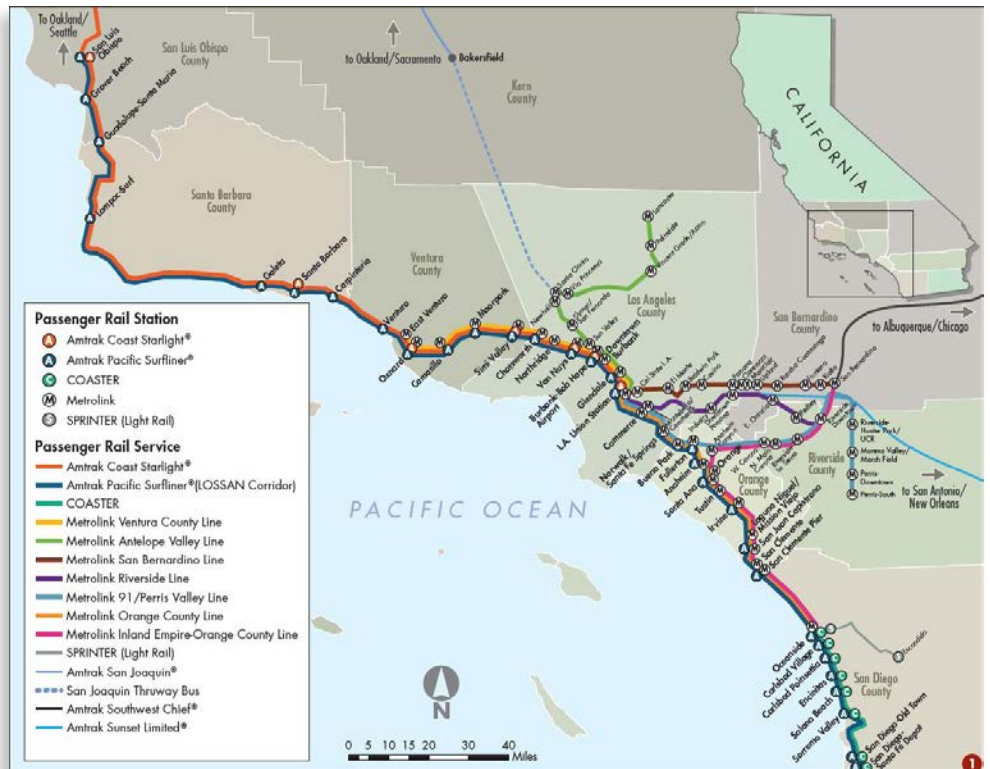 To Oakland/
Seattle
San Luis
Obispo
Grover Beach
Guadalupe-Santa Maria
Lompoc-Surf
San Luis Obispo
County
to Oakland/Sacramento
Bakersfield
Kern
County
CALIFORNIA
Santa Barbara
County
Goleta
Santa Barbara
Carpinteria
Ventura
County
Ventura
East Ventura
Oxnard
Camarillo
Moorpark
Simi Valley
Chatsworth
Northridge
Van Nuys
Burbank-Bob Hope
Airport
Glendale
L.A. Union Station
Downtown
Burbank
Sun Valley
Sylmar/
San Fernando
Newhall
Santa Clarita
Via Princessa
Vincent Grade/Acton
Palmdale
Lancaster
Los Angeles
County
San Bernardino
County
to Albuquerque/Chicago
Cal State L.A.
El Monte
Baldwin Park
Covina
Rancho Cucamonga
Rialto
San Bernardino
Commerce
Norwalk/
Santa Fe Springs
Buena Park
Fullerton
Anaheim
Santa Ana
Orange
Tustin
Irvine
Orange
County
Laguna Niguel/
Mission Viejo
San Juan Capistrano
San Clemente
San Clemente Pier
Riverside-
Hunter Park/
UCR
Moreno Valley/
March Field
Perris-
Downtown
Perris-South
Riverside
County
to San Antonio/
New Orleans
PACIFIC OCEAN
Oceanside
Carlsbad Village
Carlsbad Poinsettia
Encinitas
Solana Beach
Sorrento Valley
San Diego-Old Town
San Diego-
Santa Fe Depot
Escondido
San Diego
County
Passenger Rail Station
Amtrak Coast Starlight®
Amtrak Pacific Surfliner®
COASTER
Metrolink
SPRINTER (Light Rail)
Passenger Rail Service
Amtrak Coast Starlight®
Amtrak Pacific Surfliner®(LOSSAN Corridor)
COASTER
Metrolink Ventura County Line
Metrolink Antelope Valley Line
Metrolink San Bernardino Line
Metrolink Riverside Line
Metrolink 91/Perris Valley Line
Metrolink Orange County Line
Metrolink Inland Empire-Orange County Line
SPRINTER (Light Rail)
Amtrak San Joaquin®
San Joaquin Thruway Bus
Amtrak Southwest Chief®
Amtrak Sunset Limited®
N
0 5 10 15 20 30 40
Miles
1